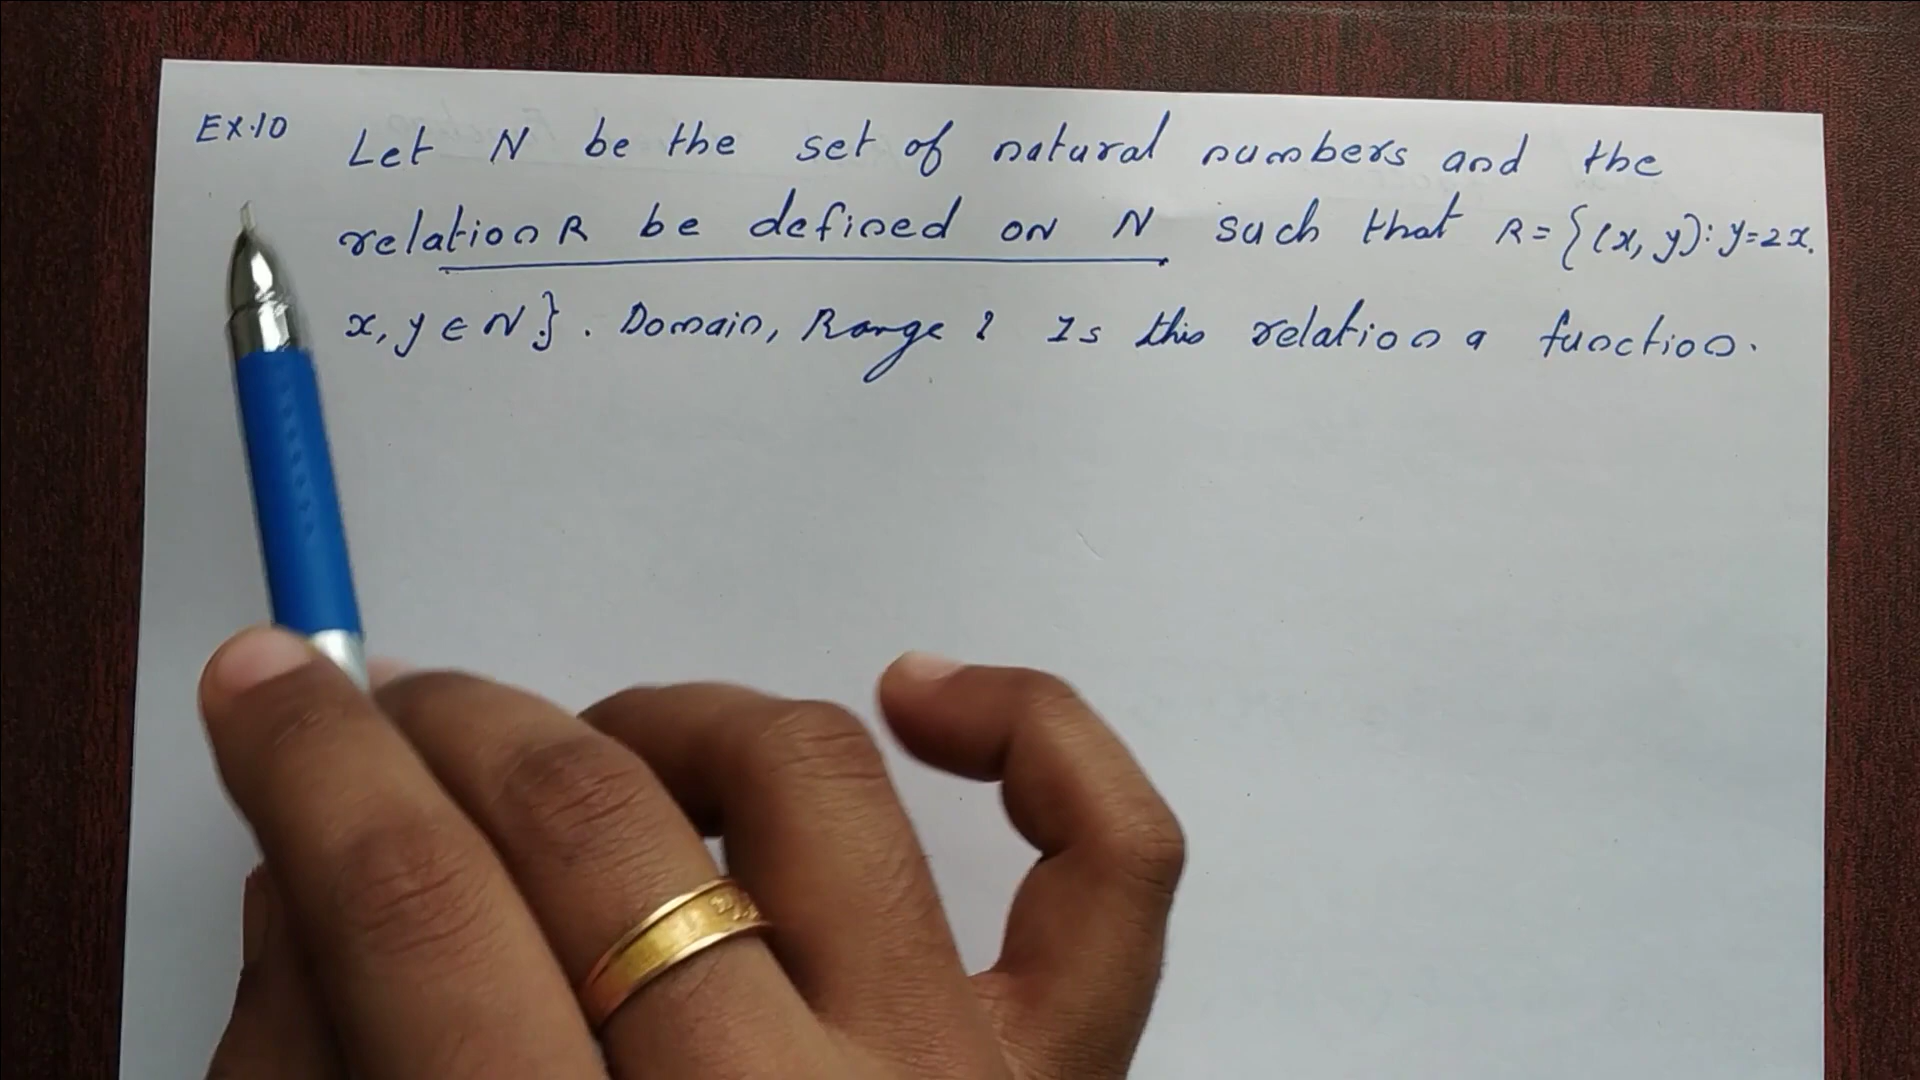 Ex.10 Let N be the set of natural numbers and the
relation R be defined on N such that R = {(x, y): y=2x.
x, y ∈ N.}. Domain, Range? Is this relation a function.